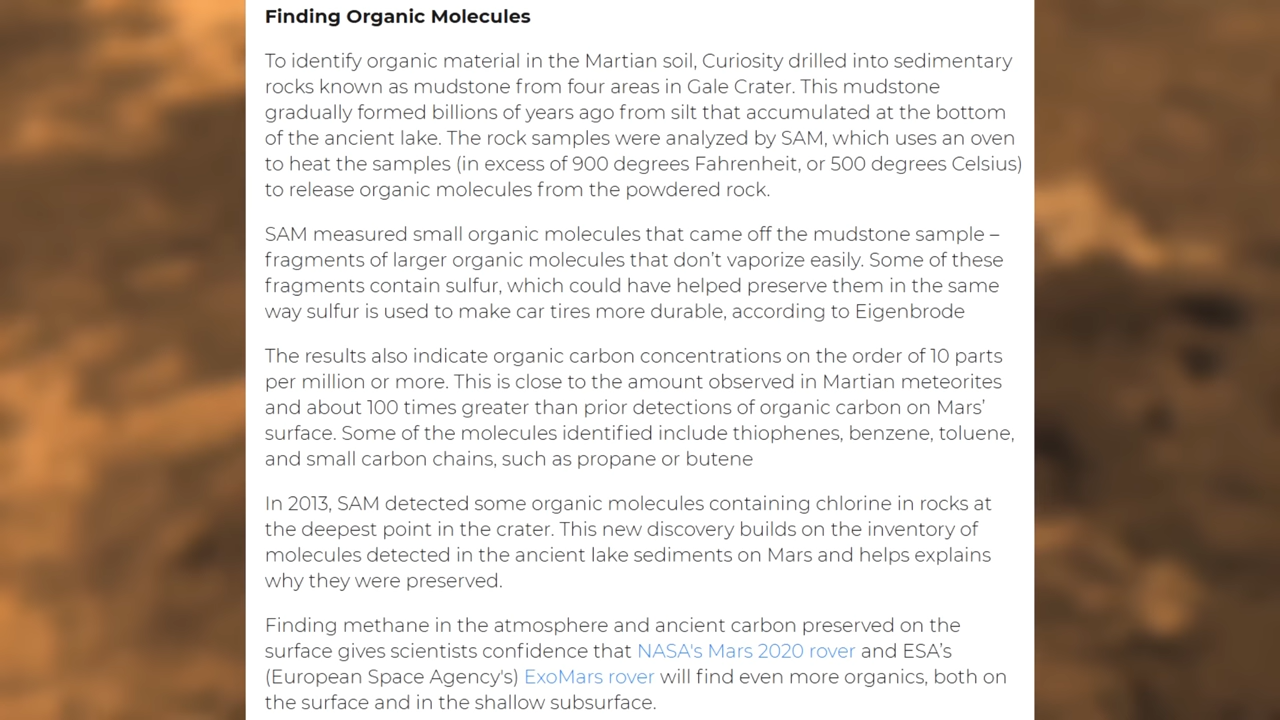 Finding Organic Molecules
To identify organic material in the Martian soil, Curiosity drilled into sedimentary
rocks known as mudstone from four areas in Gale Crater. This mudstone
gradually formed billions of years ago from silt that accumulated at the bottom
of the ancient lake. The rock samples were analyzed by SAM, which uses an oven
to heat the samples (in excess of 900 degrees Fahrenheit, or 500 degrees Celsius)
to release organic molecules from the powdered rock.
SAM measured small organic molecules that came off the mudstone sample –
fragments of larger organic molecules that don’t vaporize easily. Some of these
fragments contain sulfur, which could have helped preserve them in the same
way sulfur is used to make car tires more durable, according to Eigenbrode
The results also indicate organic carbon concentrations on the order of 10 parts
per million or more. This is close to the amount observed in Martian meteorites
and about 100 times greater than prior detections of organic carbon on Mars’
surface. Some of the molecules identified include thiophenes, benzene, toluene,
and small carbon chains, such as propane or butene
In 2013, SAM detected some organic molecules containing chlorine in rocks at
the deepest point in the crater. This new discovery builds on the inventory of
molecules detected in the ancient lake sediments on Mars and helps explains
why they were preserved.
Finding methane in the atmosphere and ancient carbon preserved on the
surface gives scientists confidence that NASA's Mars 2020 rover and ESA’s
(European Space Agency's) ExoMars rover will find even more organics, both on
the surface and in the shallow subsurface.